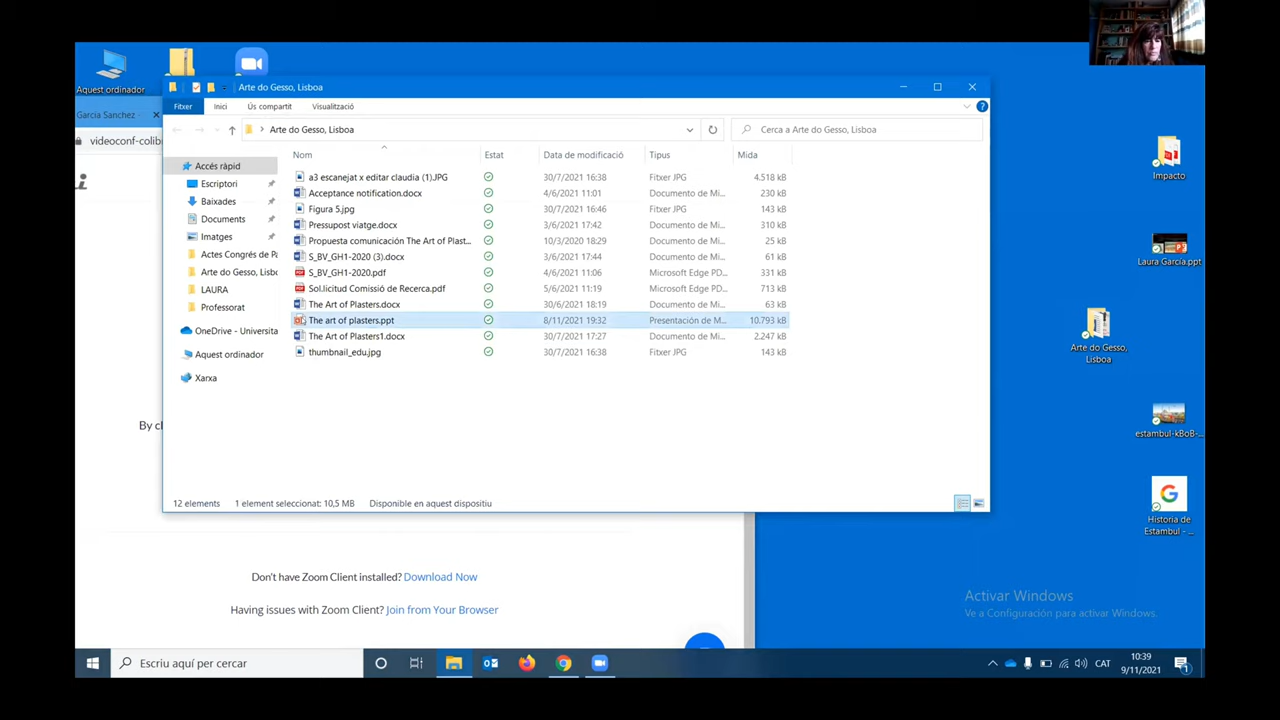 Aquest ordinador
Garcia Sanchez
videoconf-colib
Arte do Gesso, Lisboa
Fitxer Inici Ús compartit Visualització
Arte do Gesso, Lisboa
Cerca a Arte do Gesso, Lisboa
Nom Estat Data de modificació Tipus Mida
Accés ràpid
Escriptori
Baixades
Documents
Imatges
Actes Congrés de Pa
Arte do Gesso, Lisbo
LAURA
Professorat
OneDrive - Universita
Aquest ordinador
Xarxa
a3 escanejat x editar claudia (1).JPG 30/7/2021 16:38 Fitxer JPG 4.518 kB
Acceptance notification.docx 4/6/2021 11:01 Documento de Mi... 230 kB
Figura 5.jpg 30/7/2021 16:46 Fitxer JPG 143 kB
Pressupost viatge.docx 3/6/2021 17:42 Documento de Mi... 310 kB
Propuesta comunicación The Art of Plast... 10/3/2020 18:29 Documento de Mi... 25 kB
S_BV_GH1-2020 (3).docx 3/6/2021 17:44 Documento de Mi... 61 kB
S_BV_GH1-2020.pdf 4/6/2021 11:06 Microsoft Edge PD... 331 kB
Sol.licitud Comissió de Recerca.pdf 5/6/2021 11:19 Microsoft Edge PD... 713 kB
The Art of Plasters.docx 30/6/2021 18:19 Documento de Mi... 63 kB
The art of plasters.ppt 8/11/2021 19:32 Presentación de M... 10.793 kB
The Art of Plasters1.docx 30/7/2021 17:27 Documento de Mi... 2.247 kB
thumbnail_edu.jpg 30/7/2021 16:38 Fitxer JPG 143 kB
12 elements 1 element seleccionat: 10,5 MB Disponible en aquest dispositiu
By cl
Don't have Zoom Client installed? Download Now
Having issues with Zoom Client? Join from Your Browser
Impacto
Laura García.ppt
Arte do Gesso,
Lisboa
estambul-kBoB-...
Historia de
Estambul - ...
Activar Windows
Ve a Configuración para activar Windows.
Escriu aquí per cercar
CAT
10:39
9/11/2021
1